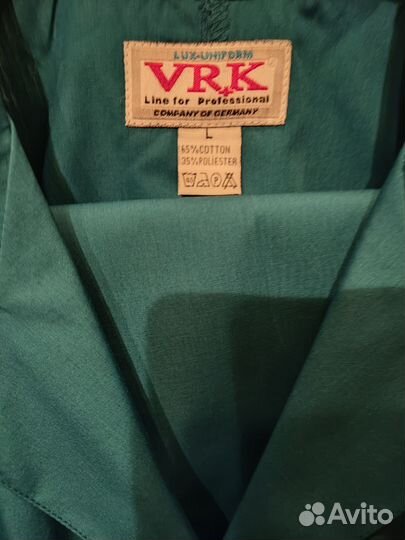 LUX-UNIFORM
VRK
Line for Professional
COMPANY OF GERMANY
L
65% COTTON
35% POLIESTER
Avito